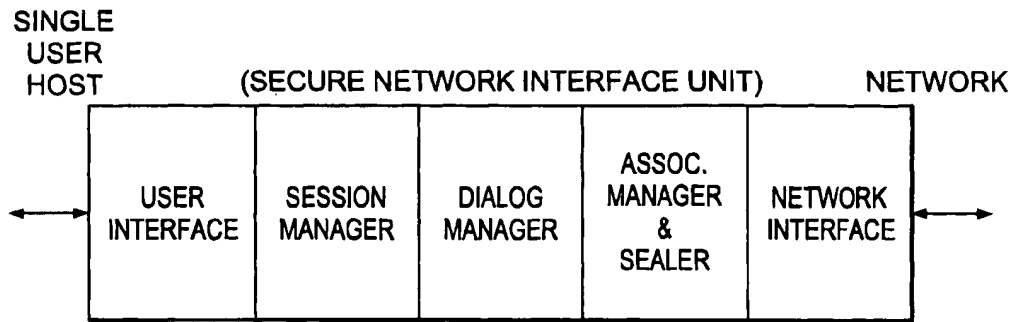 SINGLE
USER
HOST
(SECURE NETWORK INTERFACE UNIT)
NETWORK
USER
INTERFACE
SESSION
MANAGER
DIALOG
MANAGER
ASSOC.
MANAGER
&
SEALER
NETWORK
INTERFACE